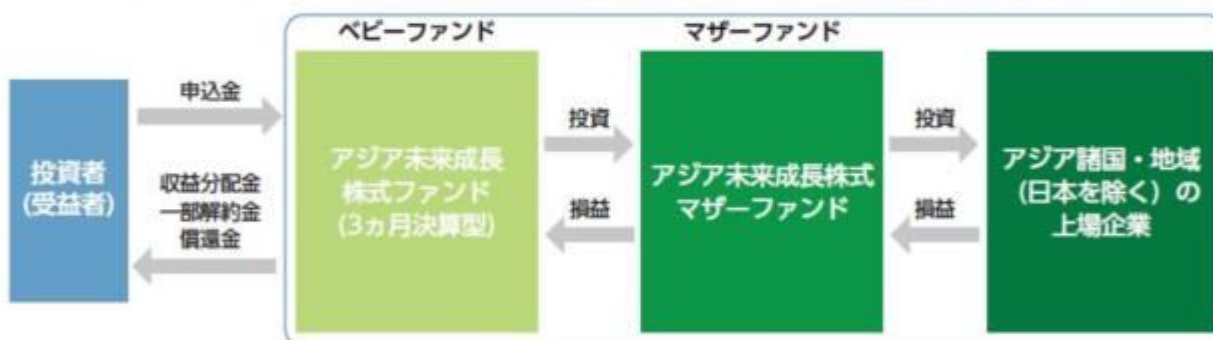 ベビーファンド
マザーファンド
投資者
(受益者)
申込金
収益分配金
一部解約金
償還金
アジア未来成長
株式ファンド
(3ヵ月決算型)
投資
損益
アジア未来成長株式
マザーファンド
投資
損益
アジア諸国・地域
(日本を除く)の
上場企業